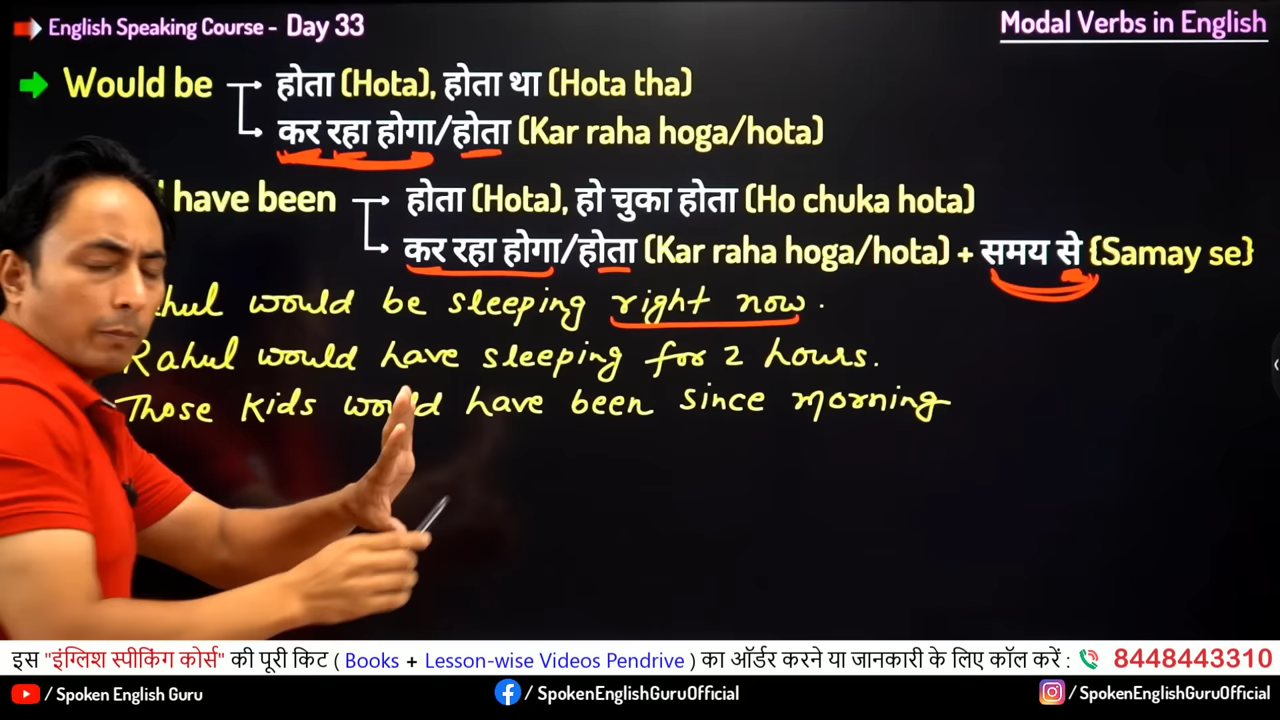 English Speaking Course - Day 33
Modal Verbs in English
Would be
होता (Hota), होता था (Hota tha)
कर रहा होगा/होता (Kar raha hoga/hota)
have been
होता (Hota), हो चुका होता (Ho chuka hota)
कर रहा होगा/होता (Kar raha hoga/hota) + समय से {Samay se}
would be sleeping right now.
Rahul would have sleeping for 2 hours.
Those kids would have been since morning
इस "इंग्लिश स्पीकिंग कोर्स" की पूरी किट ( Books + Lesson-wise Videos Pendrive ) का ऑर्डर करने या जानकारी के लिए कॉल करें : 8448443310
/ Spoken English Guru
/ SpokenEnglishGuruOfficial
/ SpokenEnglishGuruOfficial